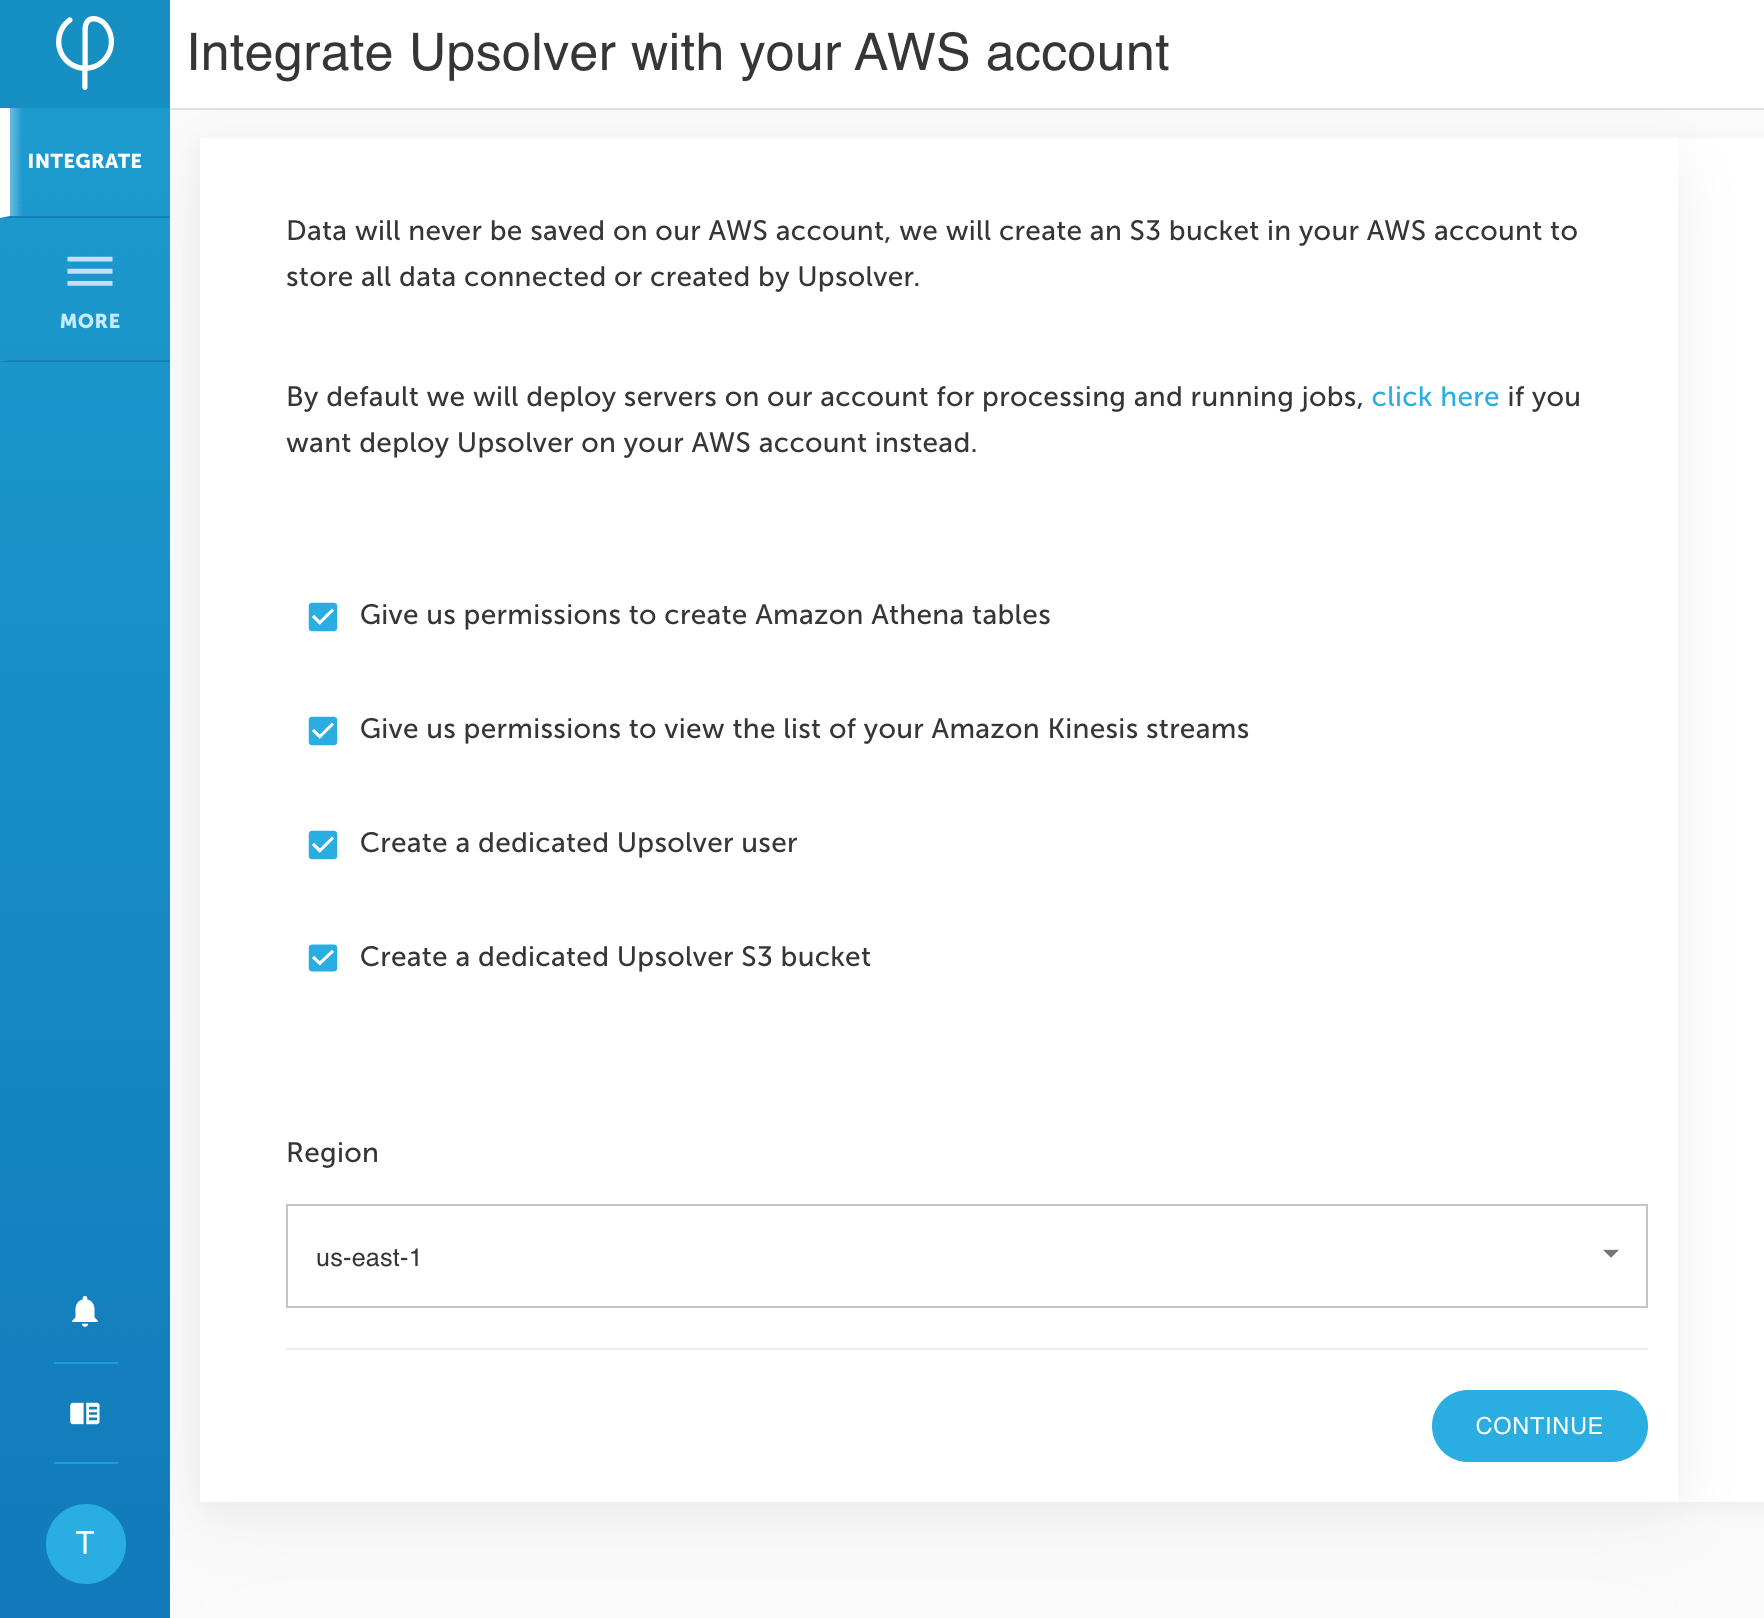 Integrate Upsolver with your AWS account
INTEGRATE
MORE
Data will never be saved on our AWS account, we will create an S3 bucket in your AWS account to
store all data connected or created by Upsolver.
By default we will deploy servers on our account for processing and running jobs, click here if you
want deploy Upsolver on your AWS account instead.
Give us permissions to create Amazon Athena tables
Give us permissions to view the list of your Amazon Kinesis streams
Create a dedicated Upsolver user
Create a dedicated Upsolver S3 bucket
Region
us-east-1
CONTINUE
T